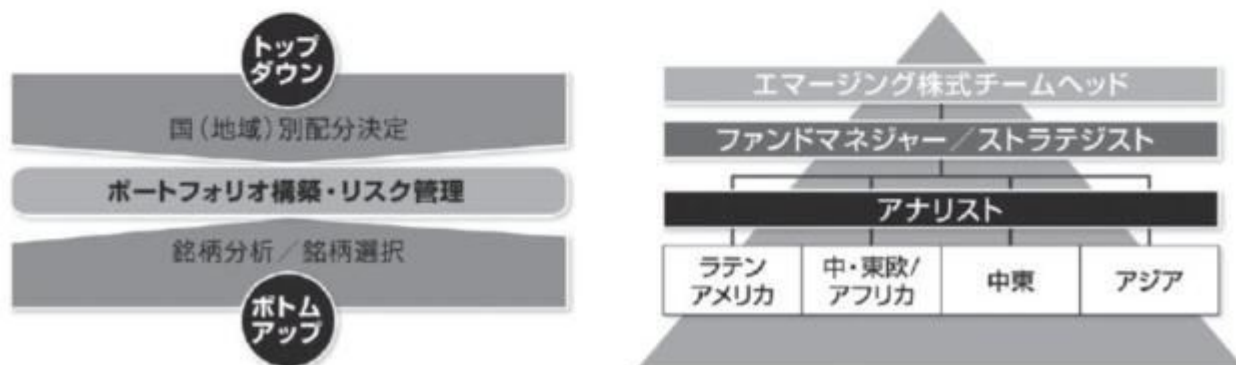 トップ
ダウン
国(地域)別配分決定
ポートフォリオ構築・リスク管理
銘柄分析/銘柄選択
ボトム
アップ
エマージング株式チームヘッド
ファンドマネジャー/ストラテジスト
アナリスト
ラテン
アメリカ
中・東欧/
アフリカ
中東
アジア